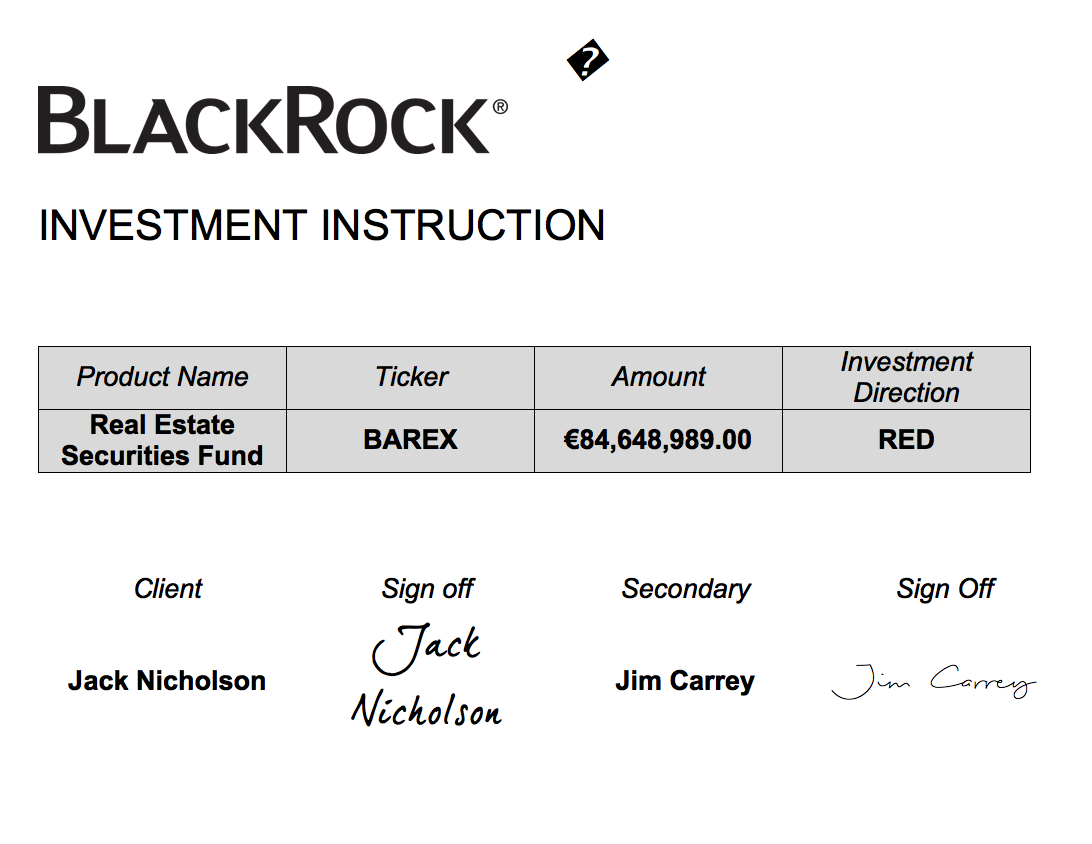 �
BLACKROCK®
INVESTMENT INSTRUCTION
Product Name Ticker Amount Investment Direction
Real Estate Securities Fund BAREX €84,648,989.00 RED
Client Sign off Secondary Sign Off
Jack Nicholson Jack Nicholson Jim Carrey Jim Carrey